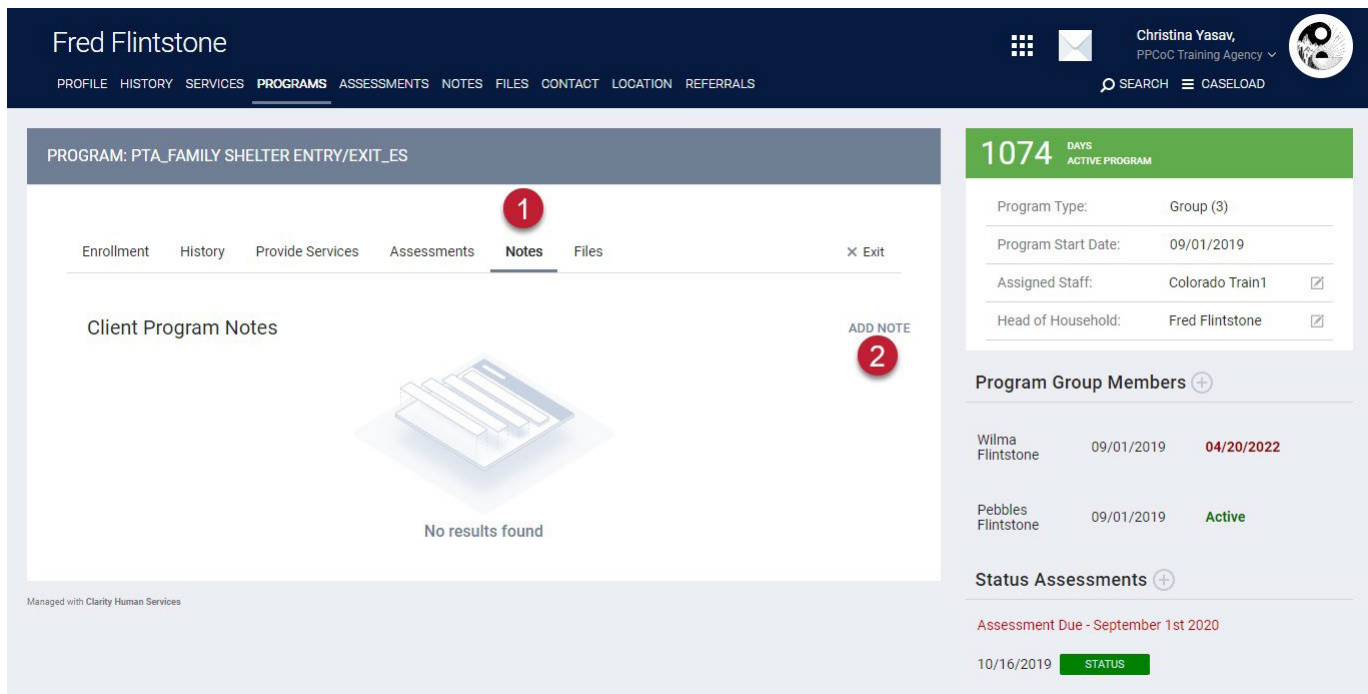 Fred Flintstone
Christina Yasav,
PPCoC Training Agency
PROFILE HISTORY SERVICES PROGRAMS ASSESSMENTS NOTES FILES CONTACT LOCATION REFERRALS
SEARCH CASELOAD
PROGRAM: PTA_FAMILY SHELTER ENTRY/EXIT_ES
1
Enrollment History Provide Services Assessments Notes Files × Exit
Client Program Notes
ADD NOTE
2
No results found
Managed with Clarity Human Services
1074 DAYS
ACTIVE PROGRAM
Program Type: Group (3)
Program Start Date: 09/01/2019
Assigned Staff: Colorado Train1
Head of Household: Fred Flintstone
Program Group Members
Wilma
Flintstone 09/01/2019 04/20/2022
Pebbles
Flintstone 09/01/2019 Active
Status Assessments
Assessment Due - September 1st 2020
10/16/2019 STATUS